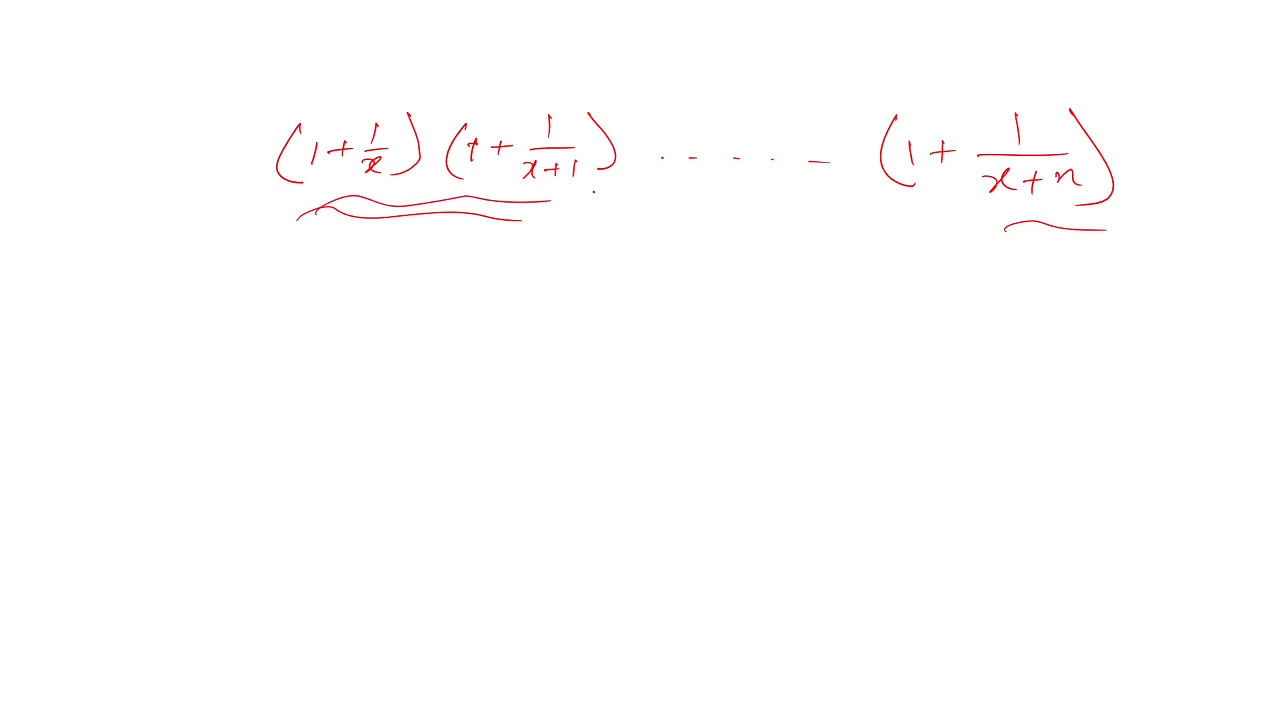 (1 + 1/x) (1 + 1/(x+1)) . - . - . - (1 + 1/(x+n))